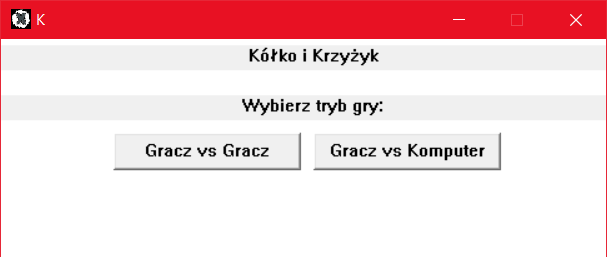 K
Kółko i Krzyżyk
Wybierz tryb gry:
Gracz vs Gracz
Gracz vs Komputer